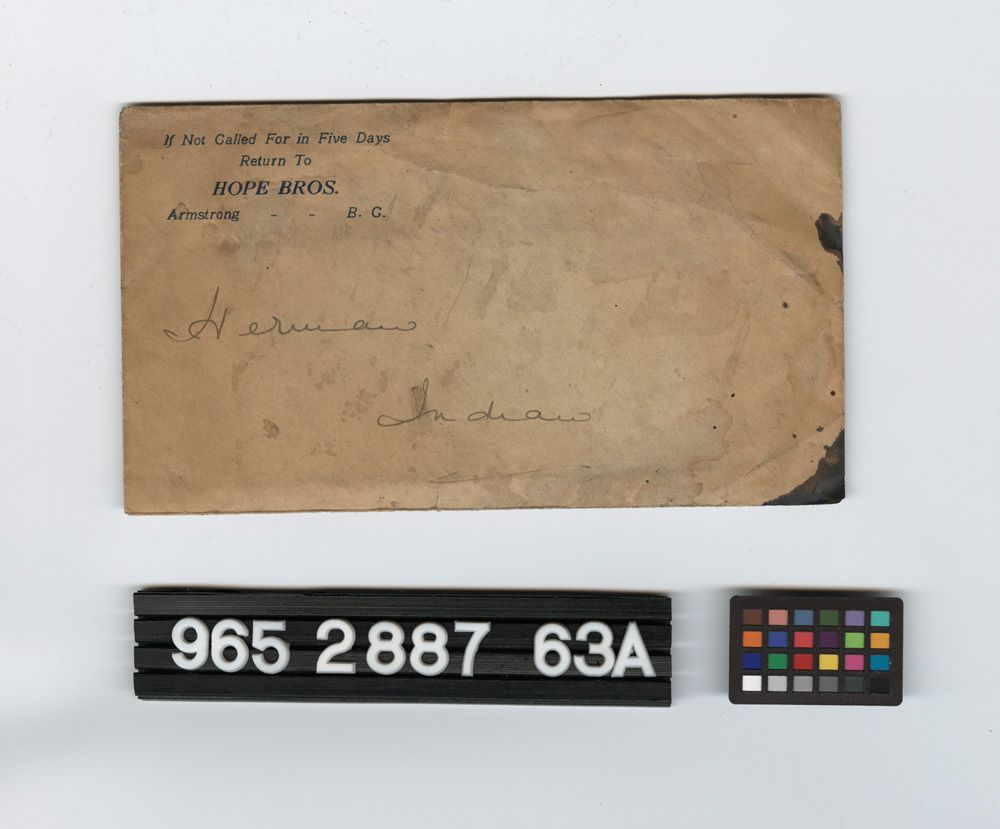 If Not Called For in Five Days
Return To
HOPE BROS.
Armstrong - - B. C.
Herman
Indian
965 2887 63A